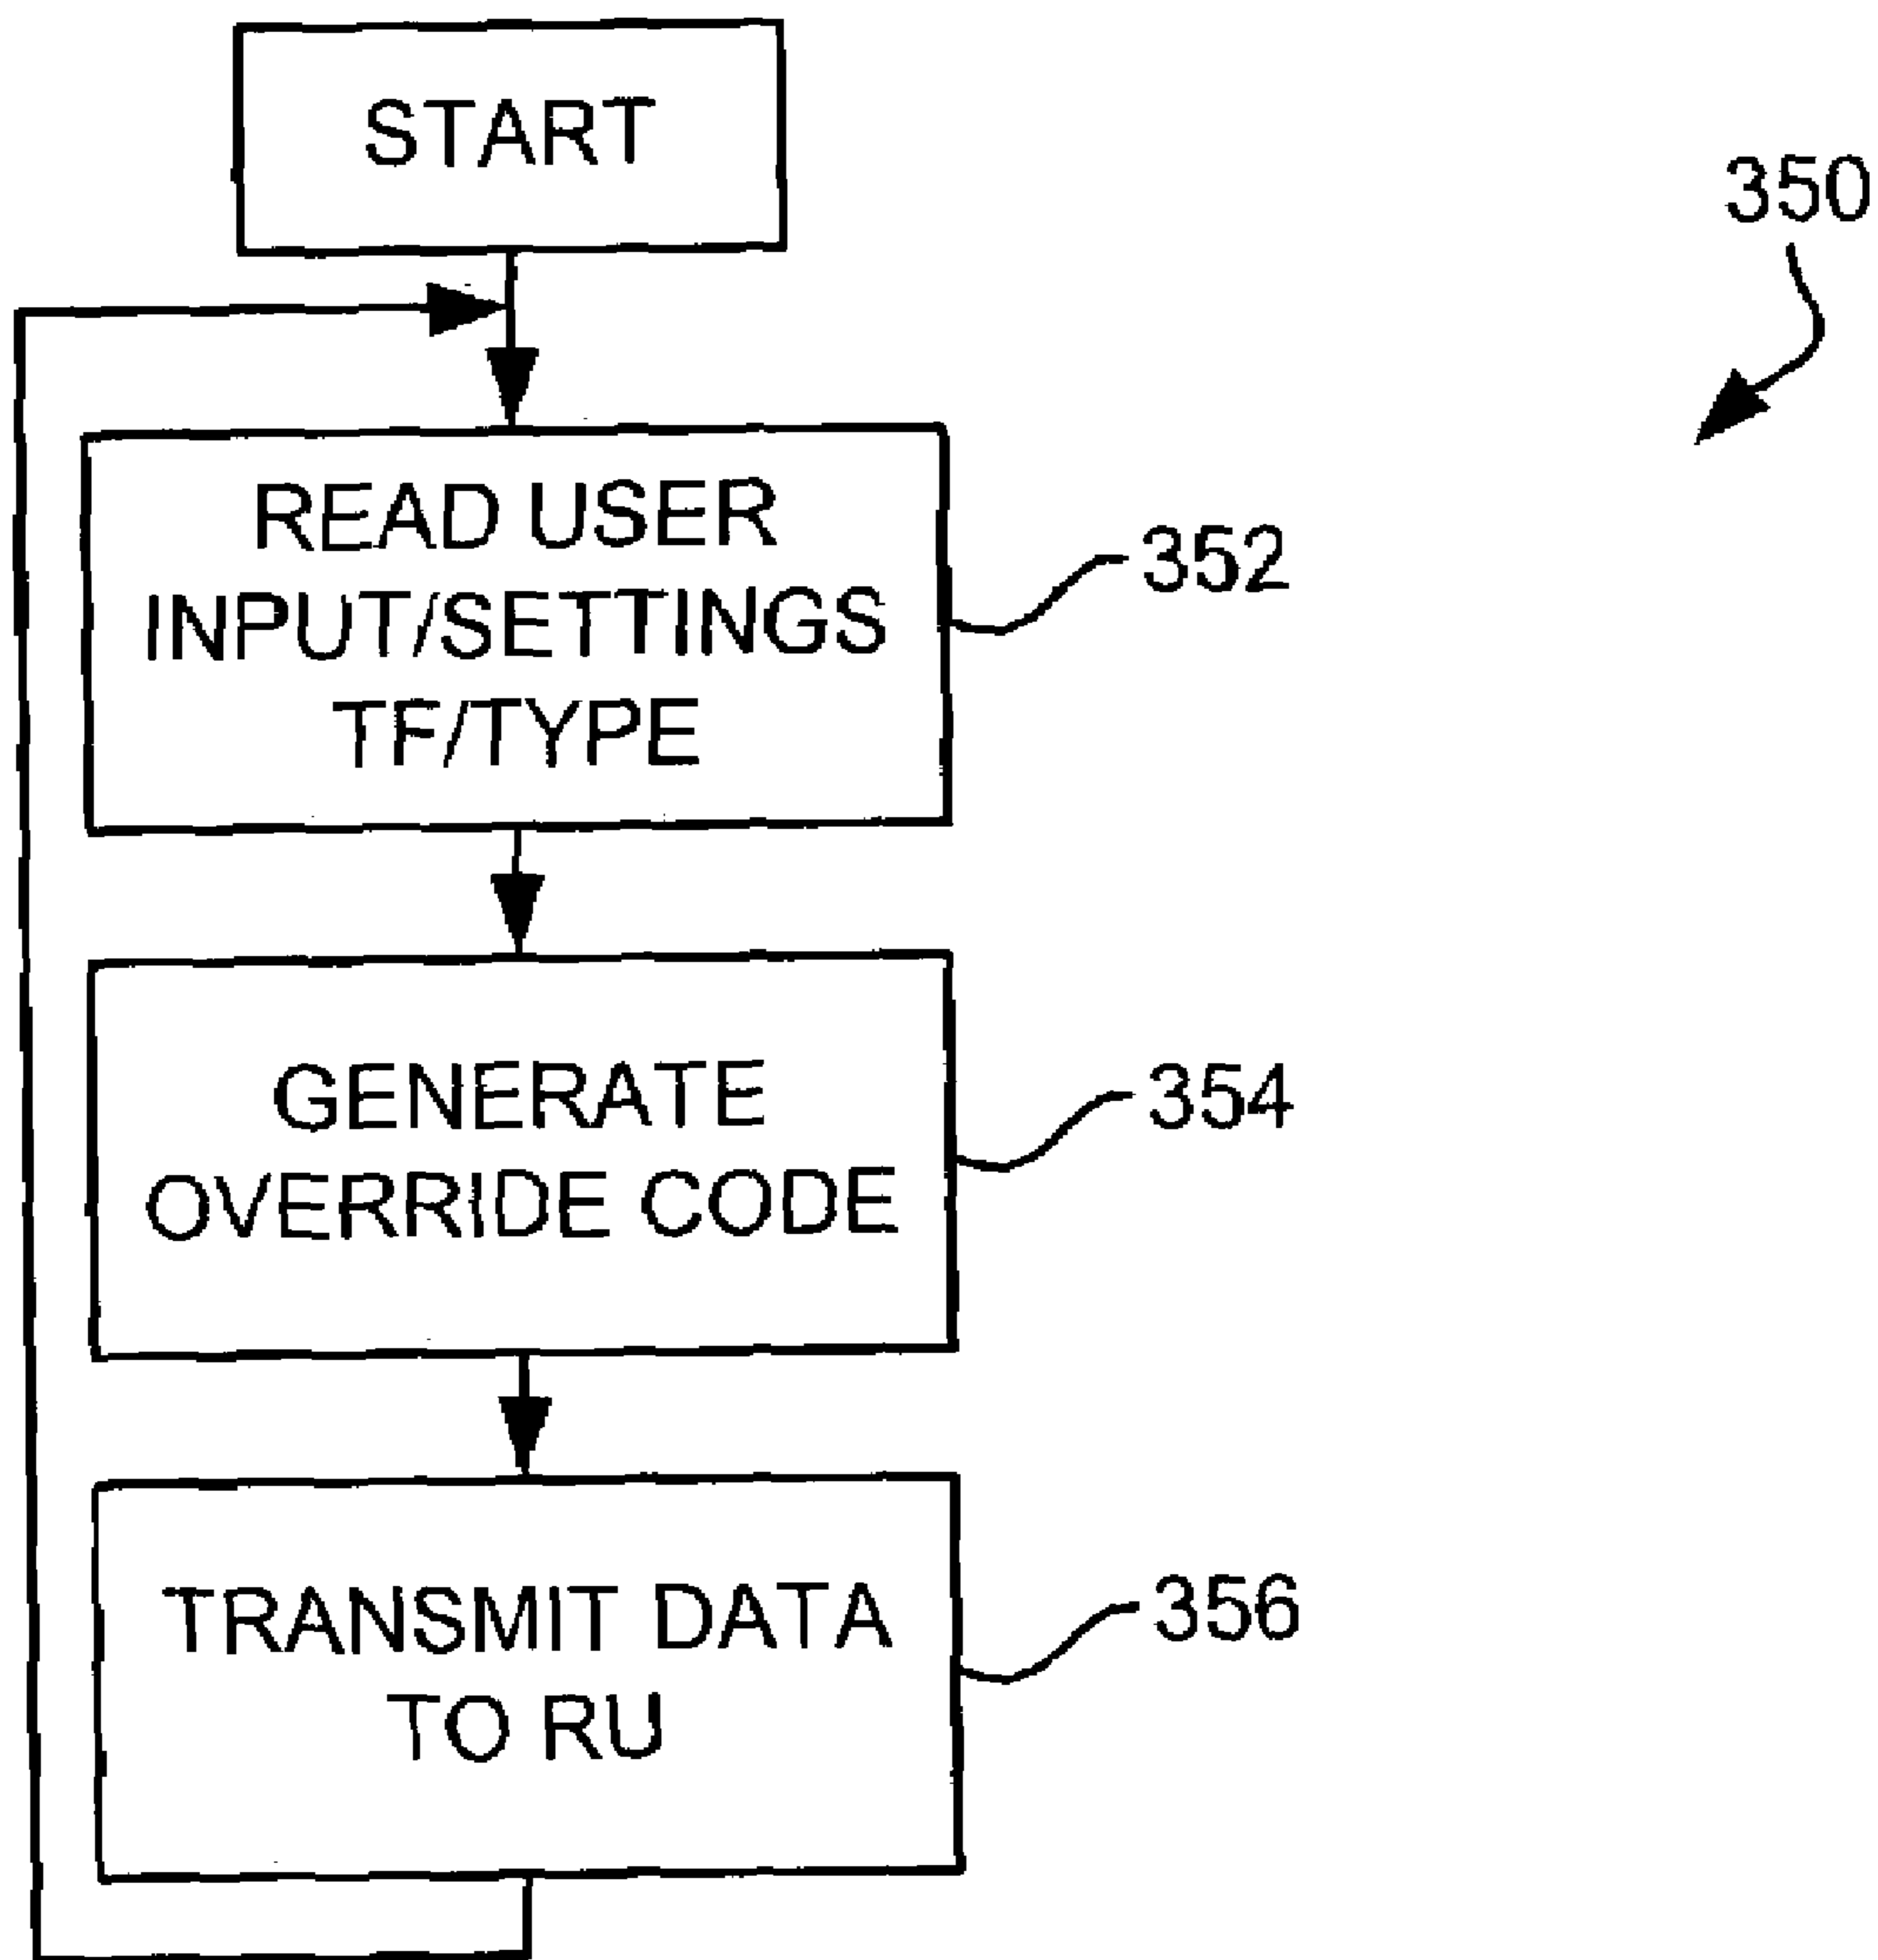 START
350
READ USER
INPUT/SETTINGS
TF/TYPE
352
GENERATE
OVERRIDE CODE
354
TRANSMIT DATA
TO RU
356